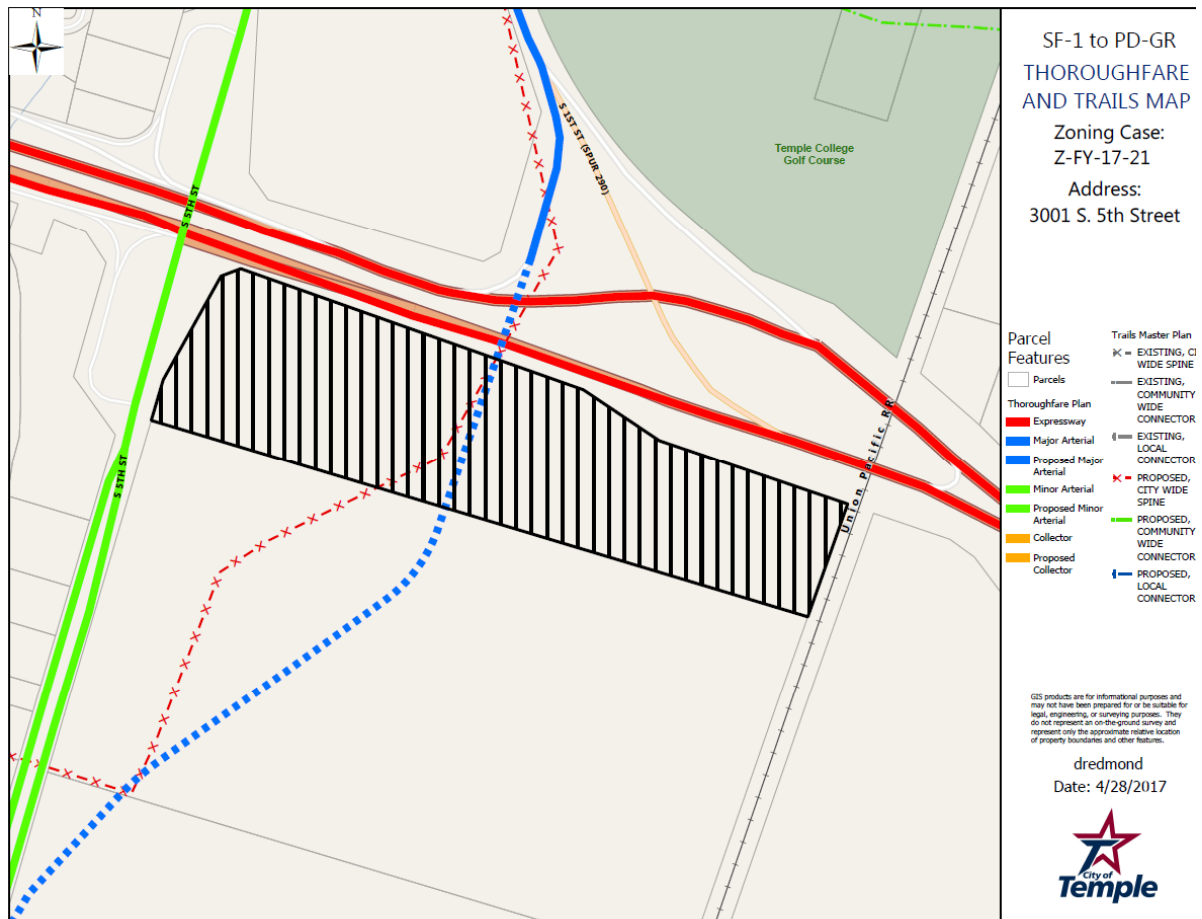 N
S 5TH ST
S 1ST ST (SPUR 290)
Temple College
Golf Course
S 5TH ST
Union Pacific RR
SF-1 to PD-GR
THOROUGHFARE
AND TRAILS MAP
Zoning Case:
Z-FY-17-21
Address:
3001 S. 5th Street
Parcel
Features
Parcels
Thoroughfare Plan
Expressway
Major Arterial
Proposed Major
Arterial
Minor Arterial
Proposed Minor
Arterial
Collector
Proposed
Collector
Trails Master Plan
EXISTING, CI
WIDE SPINE
EXISTING,
COMMUNITY
WIDE
CONNECTOR
EXISTING,
LOCAL
CONNECTOR
PROPOSED,
CITY WIDE
SPINE
PROPOSED,
COMMUNITY
WIDE
CONNECTOR
PROPOSED,
LOCAL
CONNECTOR
GIS products are for informational purposes and
may not have been prepared for or be suitable for
legal, engineering, or surveying purposes. They
do not represent an on-the-ground survey and
represent only the approximate relative location
of property boundaries and other features.
dredmond
Date: 4/28/2017
City of
Temple